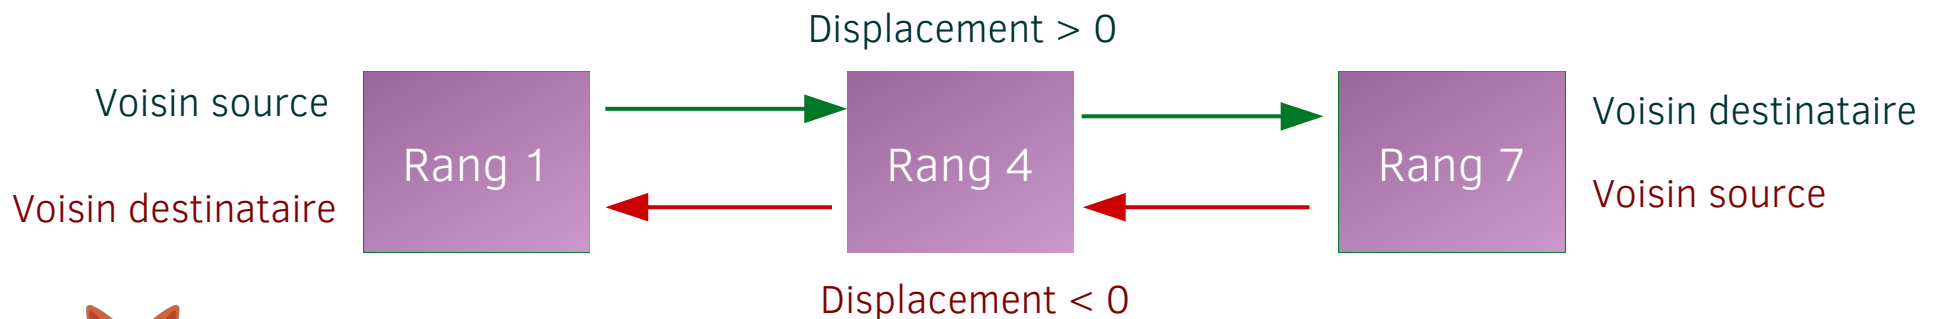 Displacement > 0
Voisin source
Voisin destinataire
Rang 1
Rang 4
Rang 7
Voisin destinataire
Voisin source
Displacement < 0